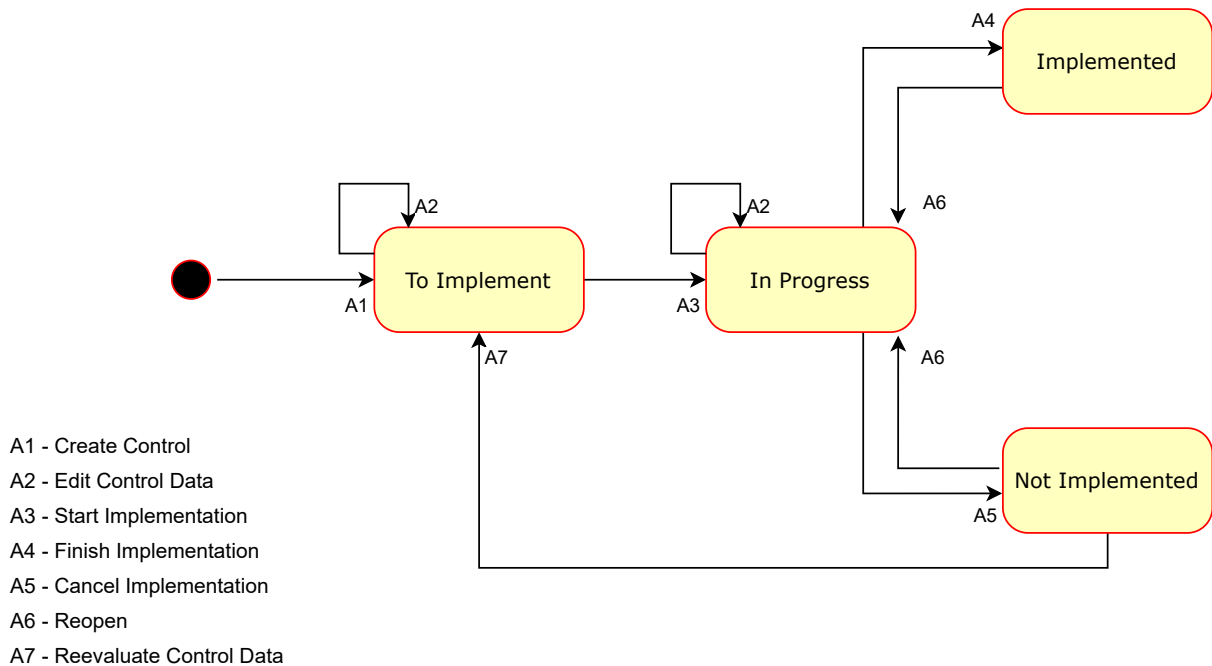 A4
Implemented
A6
A2
A2
To Implement
In Progress
A1
A3
A7
A6
Not Implemented
A5
A1 - Create Control
A2 - Edit Control Data
A3 - Start Implementation
A4 - Finish Implementation
A5 - Cancel Implementation
A6 - Reopen
A7 - Reevaluate Control Data